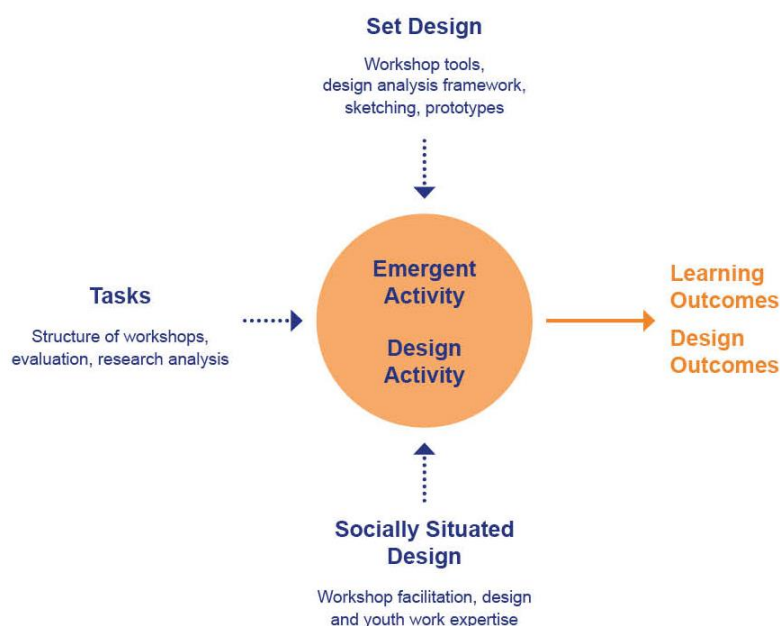 Set Design
Workshop tools,
design analysis framework,
sketching, prototypes
Tasks
Structure of workshops,
evaluation, research analysis
Emergent
Activity
Design
Activity
Learning
Outcomes
Design
Outcomes
Socially Situated
Design
Workshop facilitation, design
and youth work expertise